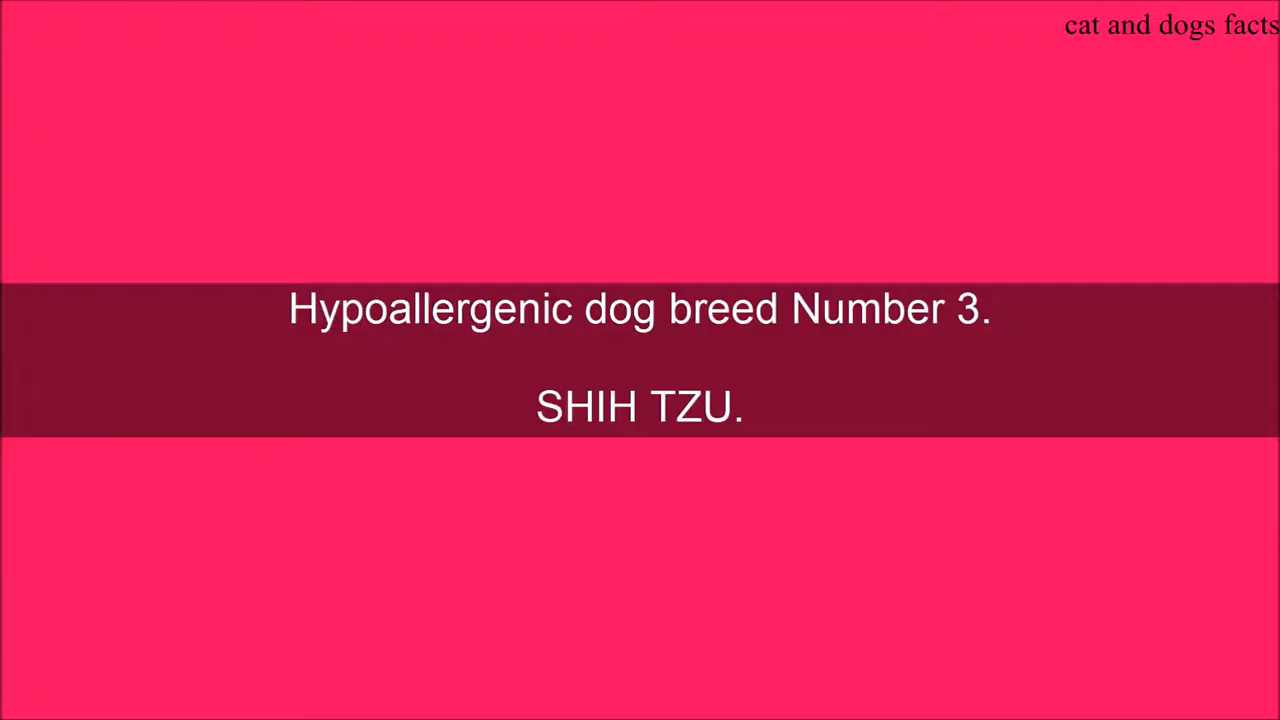 cat and dogs facts
Hypoallergenic dog breed Number 3.
SHIH TZU.